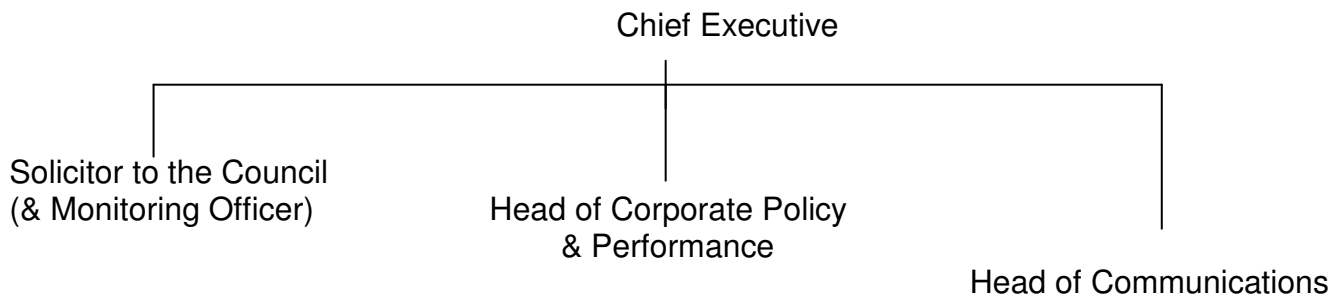 Chief Executive
Solicitor to the Council
(& Monitoring Officer)
Head of Corporate Policy
& Performance
Head of Communications